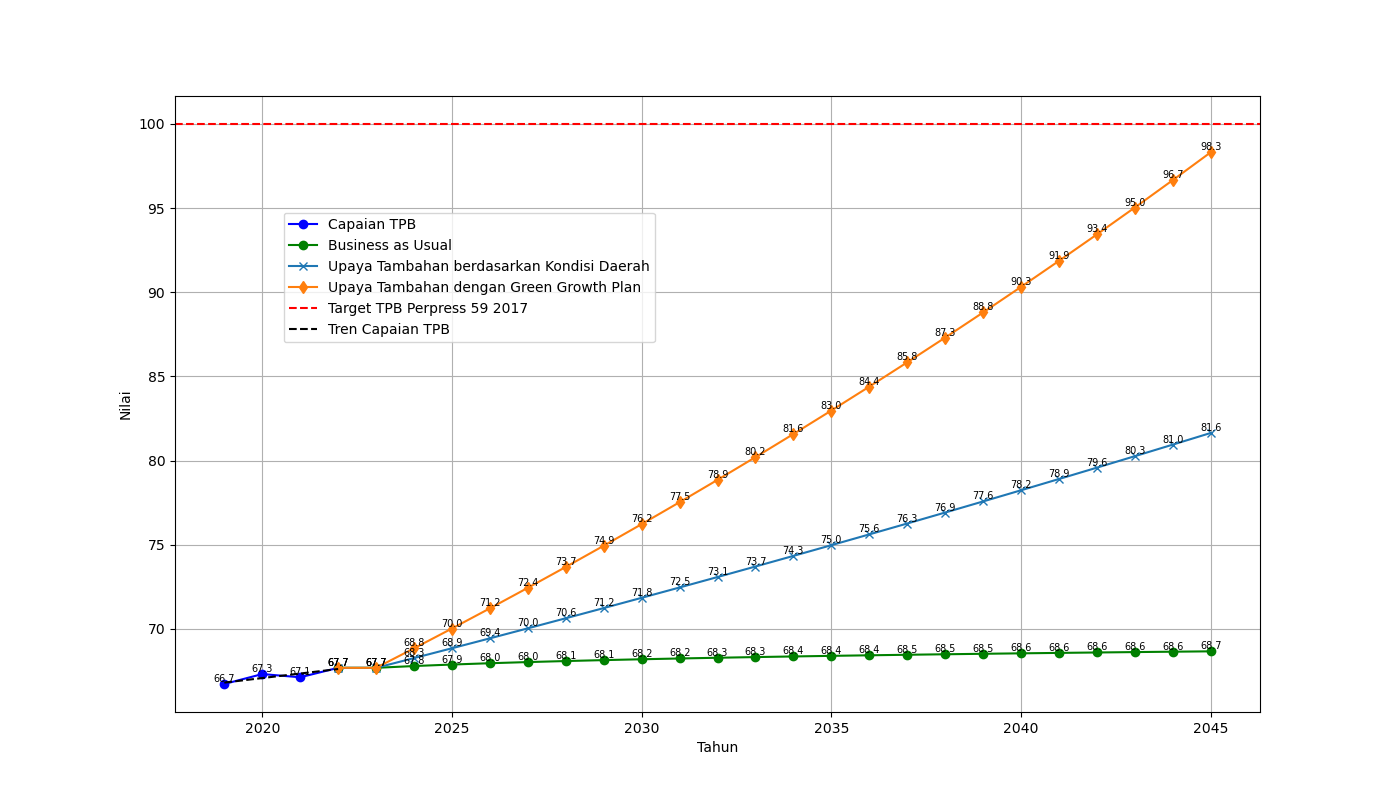 100
95
90
85
80
75
70
Nilai
Capaian TPB
Business as Usual
Upaya Tambahan berdasarkan Kondisi Daerah
Upaya Tambahan dengan Green Growth Plan
Target TPB Perpress 59 2017
Tren Capaian TPB
66.7 67.3 67.1 67.7 67.7
67.8 67.9 68.0 68.0 68.1 68.1 68.2 68.2 68.3 68.3 68.4 68.4 68.4 68.5 68.5 68.5 68.6 68.6 68.6 68.6 68.6 68.7
68.3 68.9 69.4 70.0 70.6 71.2 71.8 72.5 73.1 73.7 74.3 75.0 75.6 76.3 76.9 77.6 78.2 78.9 79.6 80.3 81.0 81.6
68.8 70.0 71.2 72.4 73.7 74.9 76.2 77.5 78.9 80.2 81.6 83.0 84.4 85.8 87.3 88.8 90.3 91.9 93.4 95.0 96.7 98.3
2020 2025 2030 2035 2040 2045
Tahun